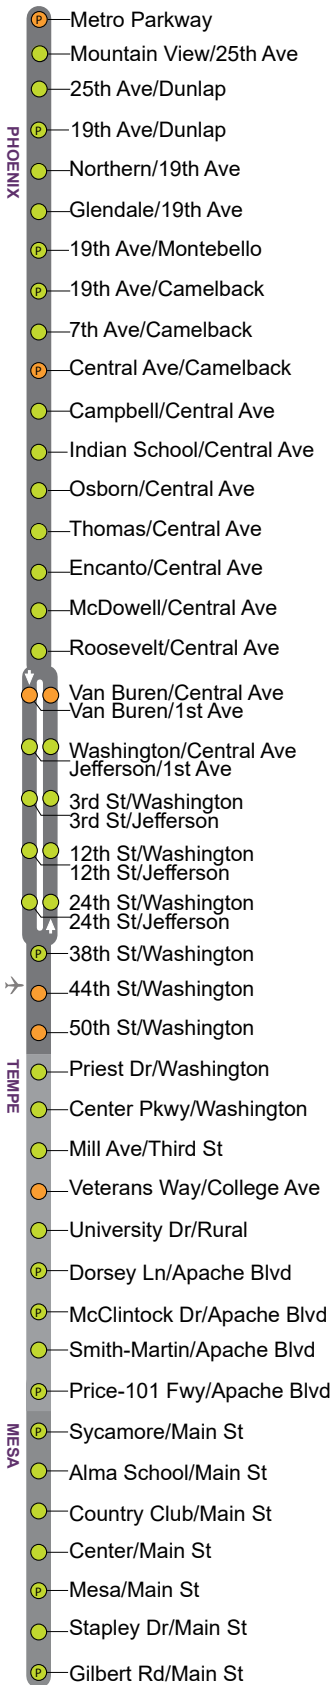 P Metro Parkway
Mountain View/25th Ave
25th Ave/Dunlap
P 19th Ave/Dunlap
PHOENIX
Northern/19th Ave
Glendale/19th Ave
P 19th Ave/Montebello
P 19th Ave/Camelback
7th Ave/Camelback
P Central Ave/Camelback
Campbell/Central Ave
Indian School/Central Ave
Osborn/Central Ave
Thomas/Central Ave
Encanto/Central Ave
McDowell/Central Ave
Roosevelt/Central Ave
Van Buren/Central Ave
Van Buren/1st Ave
Washington/Central Ave
Jefferson/1st Ave
3rd St/Washington
3rd St/Jefferson
12th St/Washington
12th St/Jefferson
24th St/Washington
24th St/Jefferson
P 38th St/Washington
44th St/Washington
50th St/Washington
TEMPE
Priest Dr/Washington
Center Pkwy/Washington
Mill Ave/Third St
Veterans Way/College Ave
University Dr/Rural
P Dorsey Ln/Apache Blvd
P McClintock Dr/Apache Blvd
Smith-Martin/Apache Blvd
P Price-101 Fwy/Apache Blvd
MESA
P Sycamore/Main St
Alma School/Main St
Country Club/Main St
Center/Main St
P Mesa/Main St
Stapley Dr/Main St
P Gilbert Rd/Main St